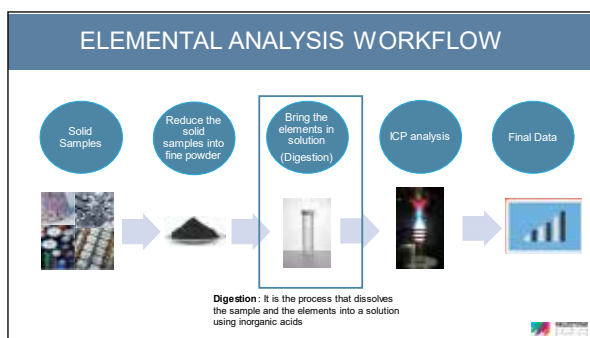 ELEMENTAL ANALYSIS WORKFLOW
Solid
Samples
Reduce the
solid
samples into
fine powder
Bring the
elements in
solution
(Digestion)
ICP analysis
Final Data
Digestion: It is the process that dissolves
the sample and the elements into a solution
using inorganic acids